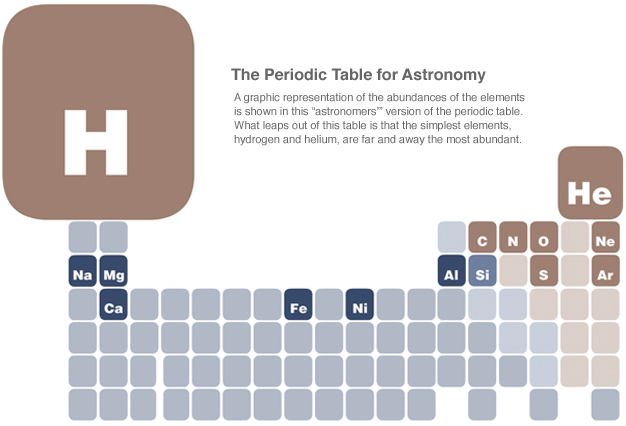 H
The Periodic Table for Astronomy
A graphic representation of the abundances of the elements
is shown in this “astronomers’” version of the periodic table.
What leaps out of this table is that the simplest elements,
hydrogen and helium, are far and away the most abundant.
He
C N O Ne
Na Mg Al Si S Ar
Ca Fe Ni